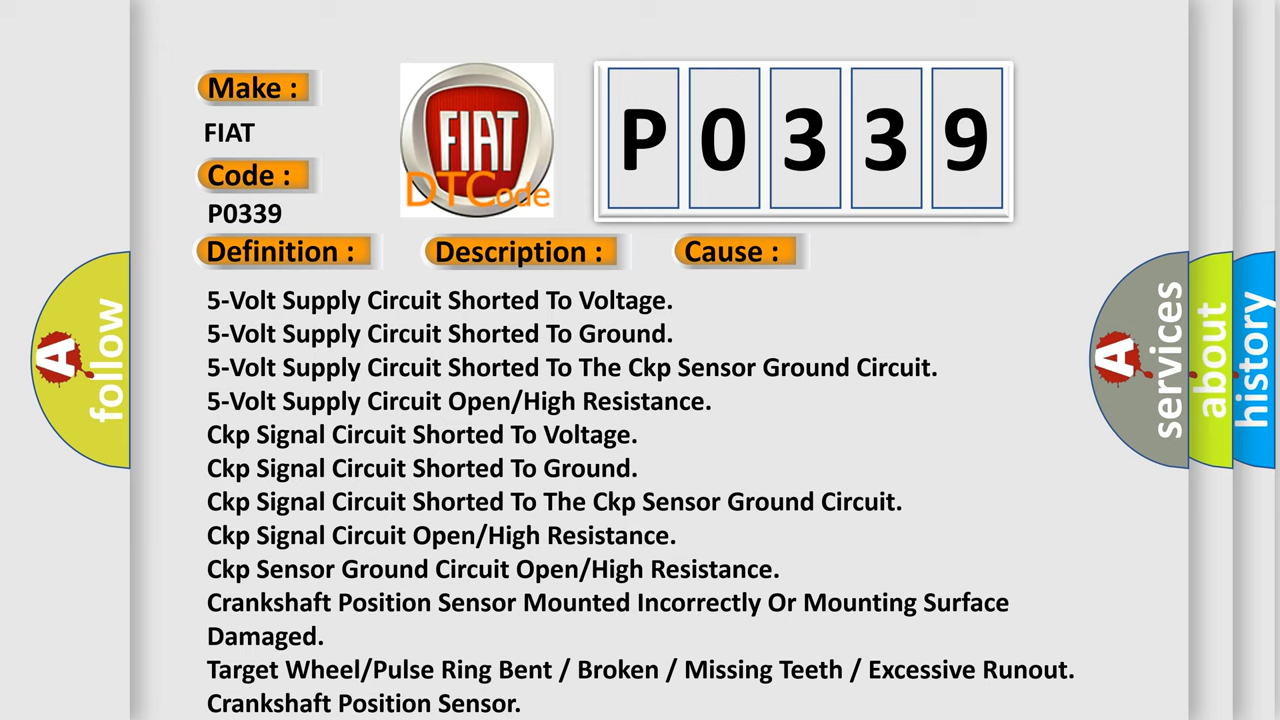 Make :
FIAT
Code :
P0339
FIAT
DTCode
P0339
Definition :
Description :
Cause :
5-Volt Supply Circuit Shorted To Voltage.
5-Volt Supply Circuit Shorted To Ground.
5-Volt Supply Circuit Shorted To The Ckp Sensor Ground Circuit.
5-Volt Supply Circuit Open/High Resistance.
Ckp Signal Circuit Shorted To Voltage.
Ckp Signal Circuit Shorted To Ground.
Ckp Signal Circuit Shorted To The Ckp Sensor Ground Circuit.
Ckp Signal Circuit Open/High Resistance.
Ckp Sensor Ground Circuit Open/High Resistance.
Crankshaft Position Sensor Mounted Incorrectly Or Mounting Surface
Damaged.
Target Wheel/Pulse Ring Bent / Broken / Missing Teeth / Excessive Runout.
Crankshaft Position Sensor.
A
follow
A
services
about
history